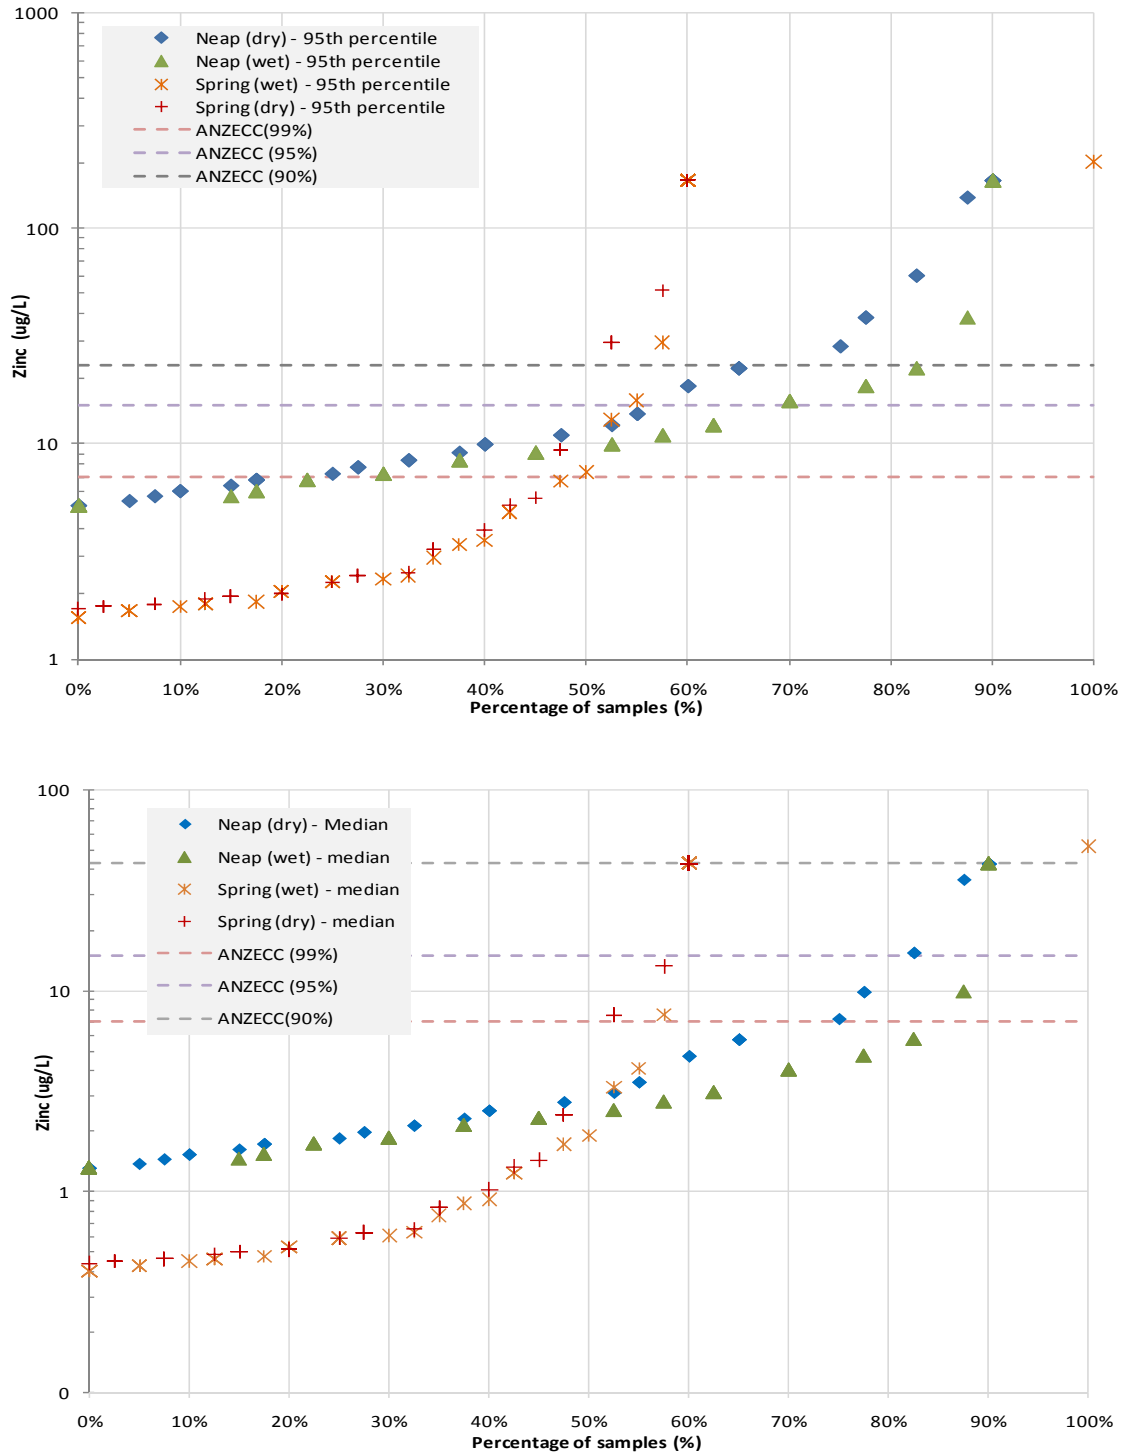 1000
Neap (dry) - 95th percentile
Neap (wet) - 95th percentile
Spring (wet) - 95th percentile
Spring (dry) - 95th percentile
ANZECC(99%)
ANZECC (95%)
ANZECC (90%)
100
Zinc (ug/L)
10
1
0% 10% 20% 30% 40% 50% 60% 70% 80% 90% 100%
Percentage of samples (%)
100
Neap (dry) - Median
Neap (wet) - median
Spring (wet) - median
Spring (dry) - median
ANZECC (99%)
ANZECC (95%)
ANZECC(90%)
10
Zinc (ug/L)
1
0
0% 10% 20% 30% 40% 50% 60% 70% 80% 90% 100%
Percentage of samples (%)